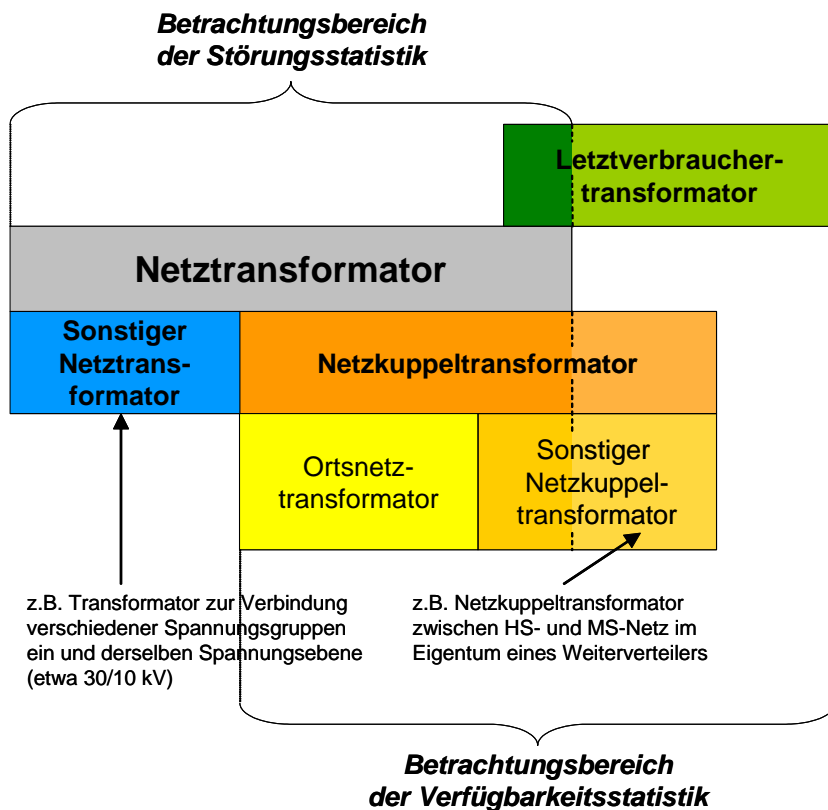 Betrachtungsbereich
der Störungsstatistik
Letztverbraucher-
transformator
Netztransformator
Sonstiger
Netztrans-
formator
Netzkuppeltransformator
Ortsnetz-
transformator
Sonstiger
Netzkuppel-
transformator
z.B. Transformator zur Verbindung
verschiedener Spannungsgruppen
ein und derselben Spannungsebene
(etwa 30/10 kV)
z.B. Netzkuppeltransformator
zwischen HS- und MS-Netz im
Eigentum eines Weiterverteilers
Betrachtungsbereich
der Verfügbarkeitsstatistik